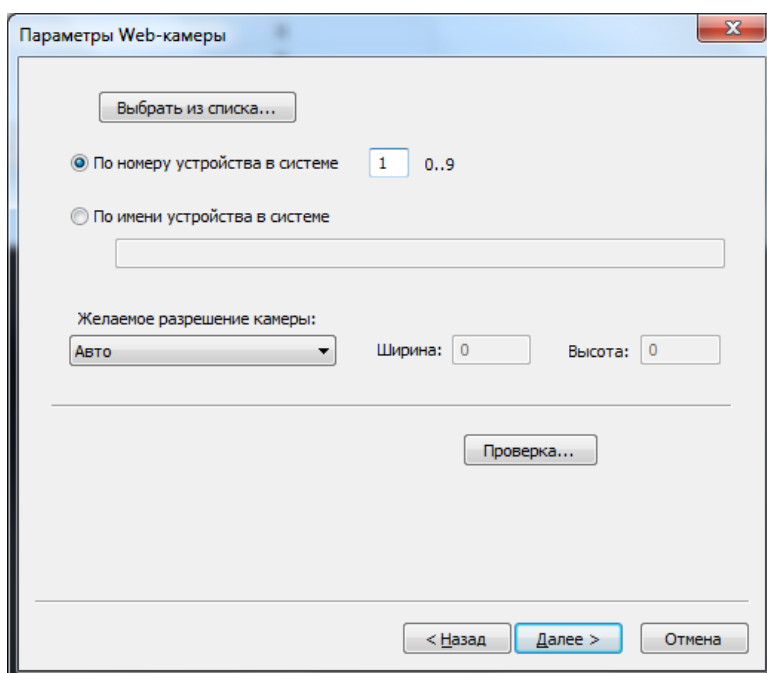 Параметры Web-камеры
Выбрать из списка...
По номеру устройства в системе 1 0..9
По имени устройства в системе
Желаемое разрешение камеры:
Авто Ширина: 0 Высота: 0
Проверка...
< Назад Далее > Отмена